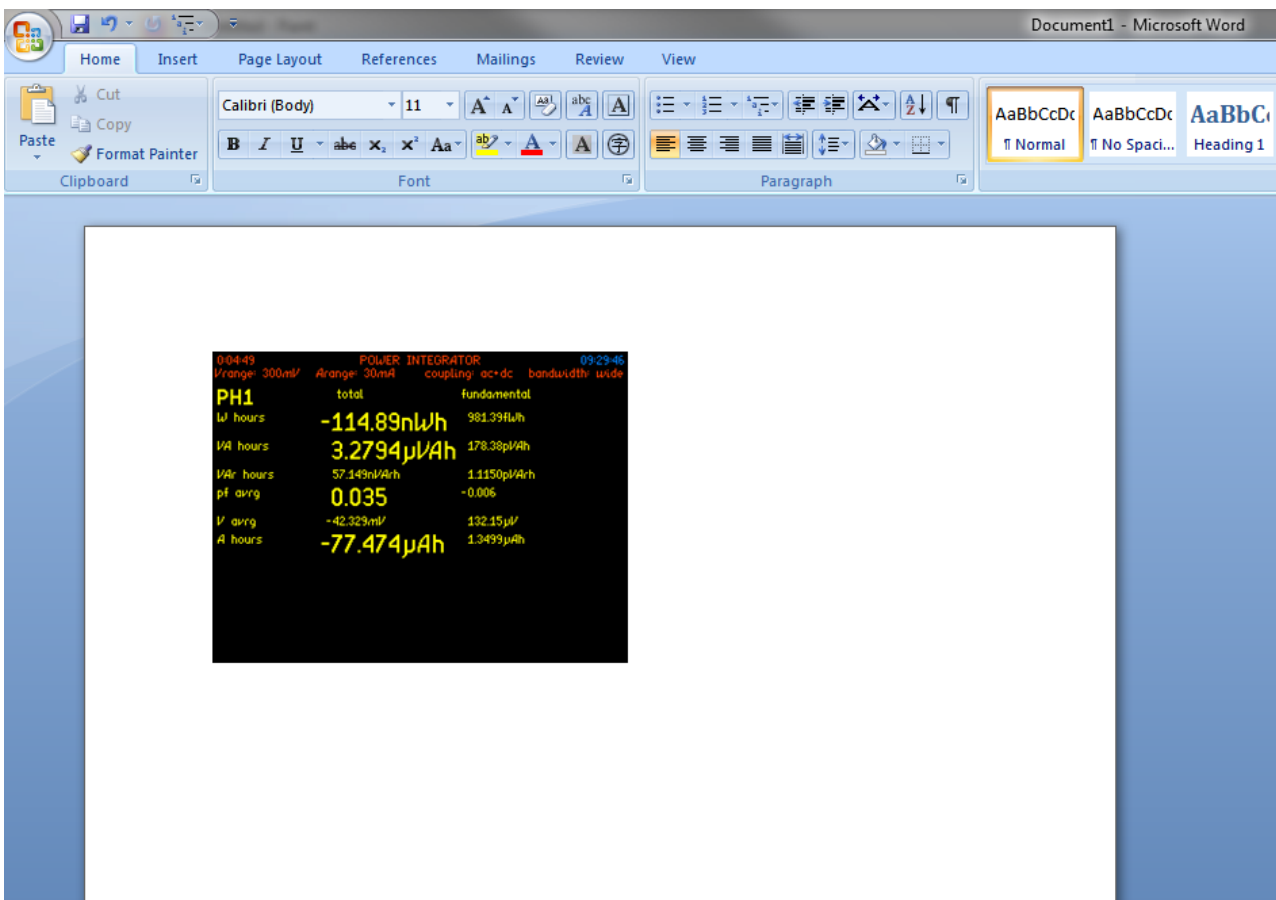 Document1 - Microsoft Word
Home Insert Page Layout References Mailings Review View
Paste
Cut
Copy
Format Painter
Clipboard
Calibri (Body) 11
Font
Paragraph
AaBbCcDc AaBbCcDc AaBbC
¶ Normal ¶ No Spaci... Heading 1
0:04:49 POWER INTEGRATOR 09:29:46
Vrange: 300mV Arange: 30mA coupling: ac+dc bandwidth: wide
PH1 total fundamental
W hours -114.89nWh 981.39fWh
VA hours 3.2794µVAh 178.38pVAh
VAr hours 57.149nVArh 1.1150pVArh
pf avrg 0.035 -0.006
V avrg -42.329mV 132.15µV
A hours -77.474µAh 1.3499µAh